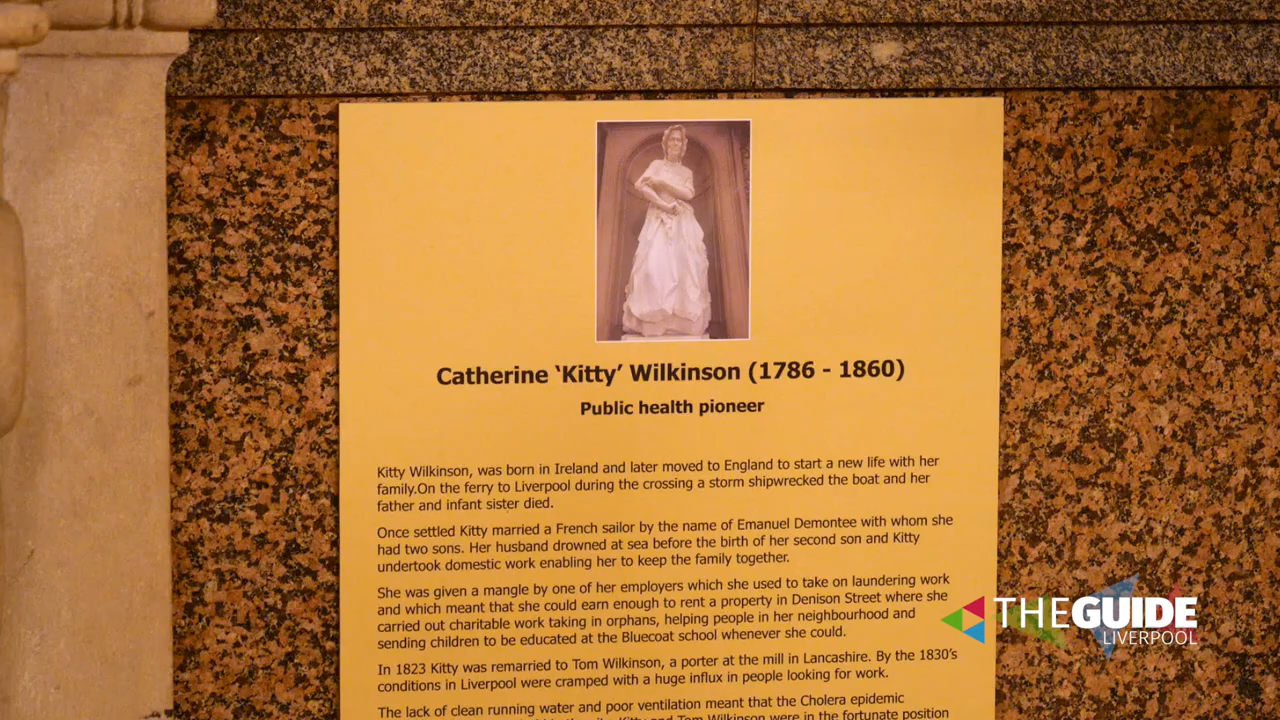 Catherine ‘Kitty’ Wilkinson (1786 - 1860)
Public health pioneer
Kitty Wilkinson, was born in Ireland and later moved to England to start a new life with her
family.On the ferry to Liverpool during the crossing a storm shipwrecked the boat and her
father and infant sister died.
Once settled Kitty married a French sailor by the name of Emanuel Demontee with whom she
had two sons. Her husband drowned at sea before the birth of her second son and Kitty
undertook domestic work enabling her to keep the family together.
She was given a mangle by one of her employers which she used to take on laundering work
and which meant that she could earn enough to rent a property in Denison Street where she
carried out charitable work taking in orphans, helping people in her neighbourhood and
sending children to be educated at the Bluecoat school whenever she could.
In 1823 Kitty was remarried to Tom Wilkinson, a porter at the mill in Lancashire. By the 1830’s
conditions in Liverpool were cramped with a huge influx in people looking for work.
The lack of clean running water and poor ventilation meant that the Cholera epidemic
Kitty and Tom Wilkinson were in the fortunate position
THEGUIDE
LIVERPOOL